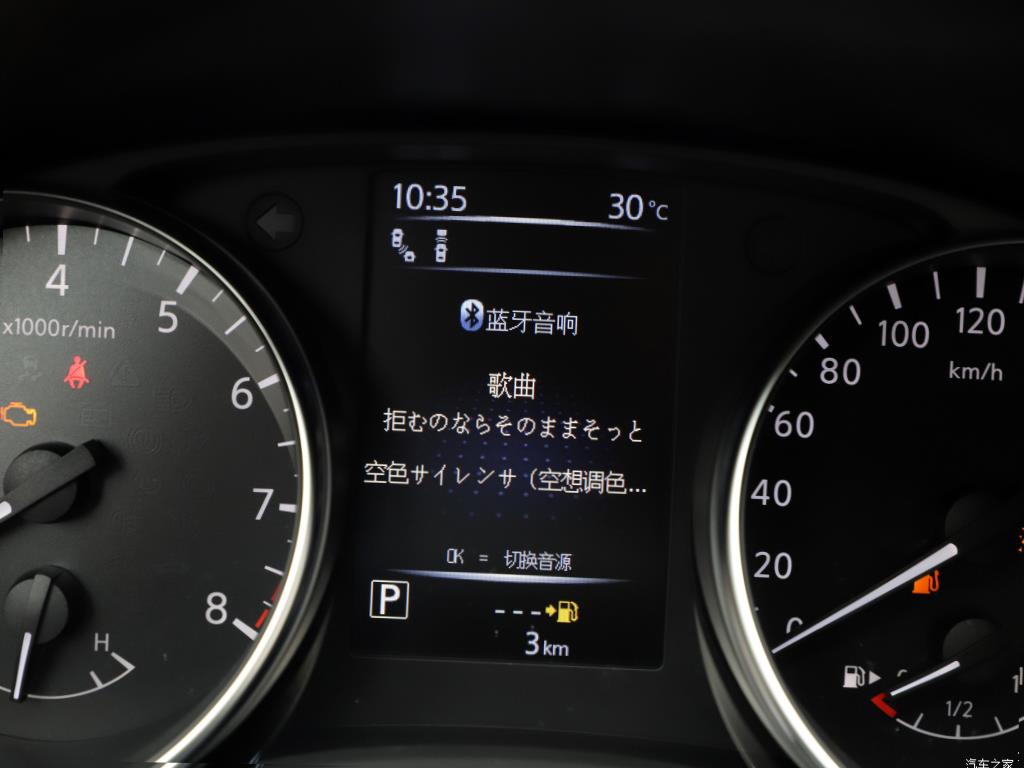 10:35
30°C
蓝牙音响
歌曲
拒むのならそのままそっと
空色サイレンサ（空想调色...
OK = 切换音源
P
---
3km
4
5
6
7
8
x1000r/min
H
120
100
80
60
40
20
0
km/h
1/2
汽车之家